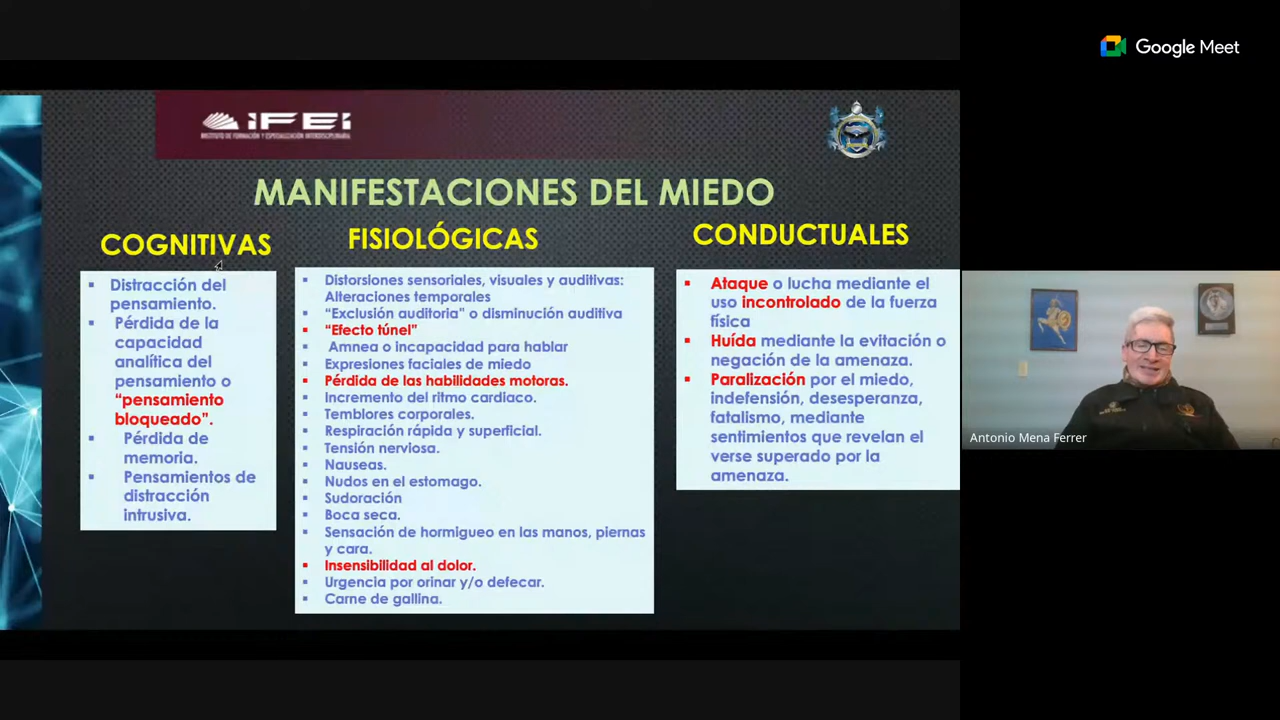 Google Meet
iFEi
INSTITUTO DE FORMACIÓN Y ESPECIALIZACIÓN INTERDISCIPLINARIA
MANIFESTACIONES DEL MIEDO
COGNITIVAS
▪ Distracción del
pensamiento.
▪ Pérdida de la
capacidad
analítica del
pensamiento o
“pensamiento
bloqueado”.
▪ Pérdida de
memoria.
▪ Pensamientos de
distracción
intrusiva.
FISIOLÓGICAS
▪ Distorsiones sensoriales, visuales y auditivas:
Alteraciones temporales
▪ “Exclusión auditoria” o disminución auditiva
▪ “Efecto túnel”
▪ Amnea o incapacidad para hablar
▪ Expresiones faciales de miedo
▪ Pérdida de las habilidades motoras.
▪ Incremento del ritmo cardiaco.
▪ Temblores corporales.
▪ Respiración rápida y superficial.
▪ Tensión nerviosa.
▪ Nauseas.
▪ Nudos en el estomago.
▪ Sudoración
▪ Boca seca.
▪ Sensación de hormigueo en las manos, piernas
y cara.
▪ Insensibilidad al dolor.
▪ Urgencia por orinar y/o defecar.
▪ Carne de gallina.
CONDUCTUALES
▪ Ataque o lucha mediante el
uso incontrolado de la fuerza
física
▪ Huída mediante la evitación o
negación de la amenaza.
▪ Paralización por el miedo,
indefensión, desesperanza,
fatalismo, mediante
sentimientos que revelan el
verse superado por la
amenaza.
Antonio Mena Ferrer